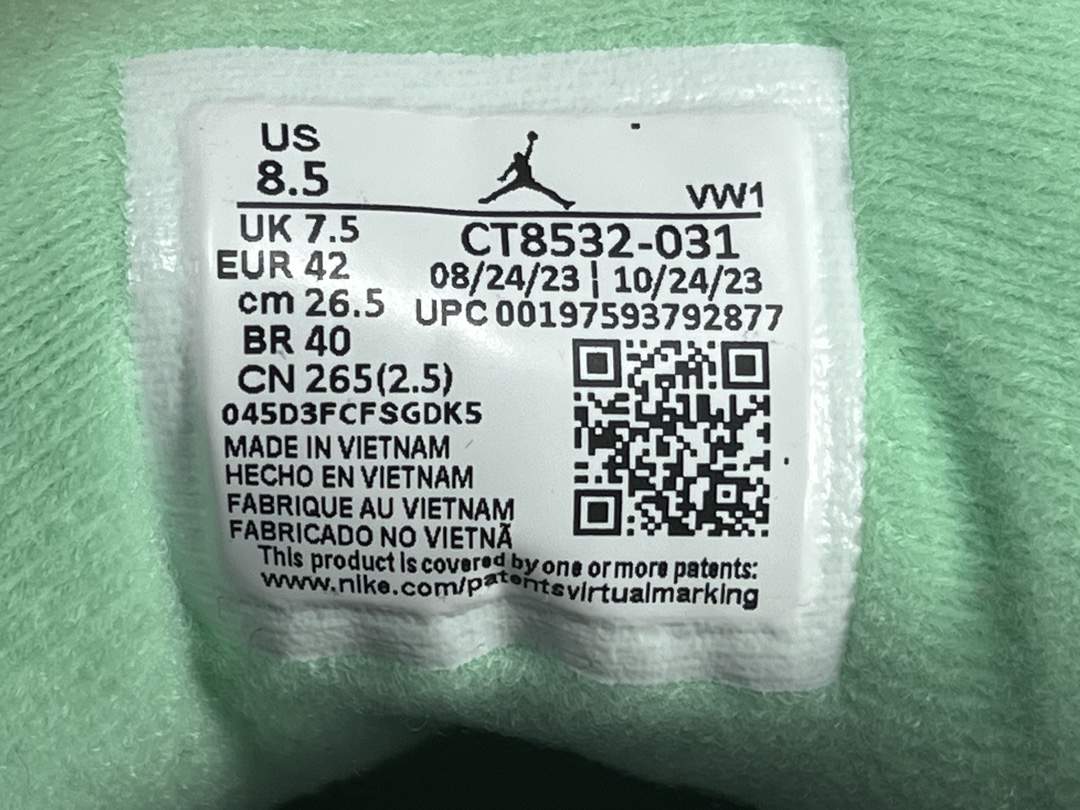 US
8.5
VW1
UK 7.5
CT8532-031
EUR 42
08/24/23 | 10/24/23
cm 26.5
UPC 00197593792877
BR 40
CN 265(2.5)
045D3FCFSGDK5
MADE IN VIETNAM
HECHO EN VIETNAM
FABRIQUE AU VIETNAM
FABRICADO NO VIETNÃ
This product is covered by one or more patents:
www.nike.com/patentsvirtualmarking